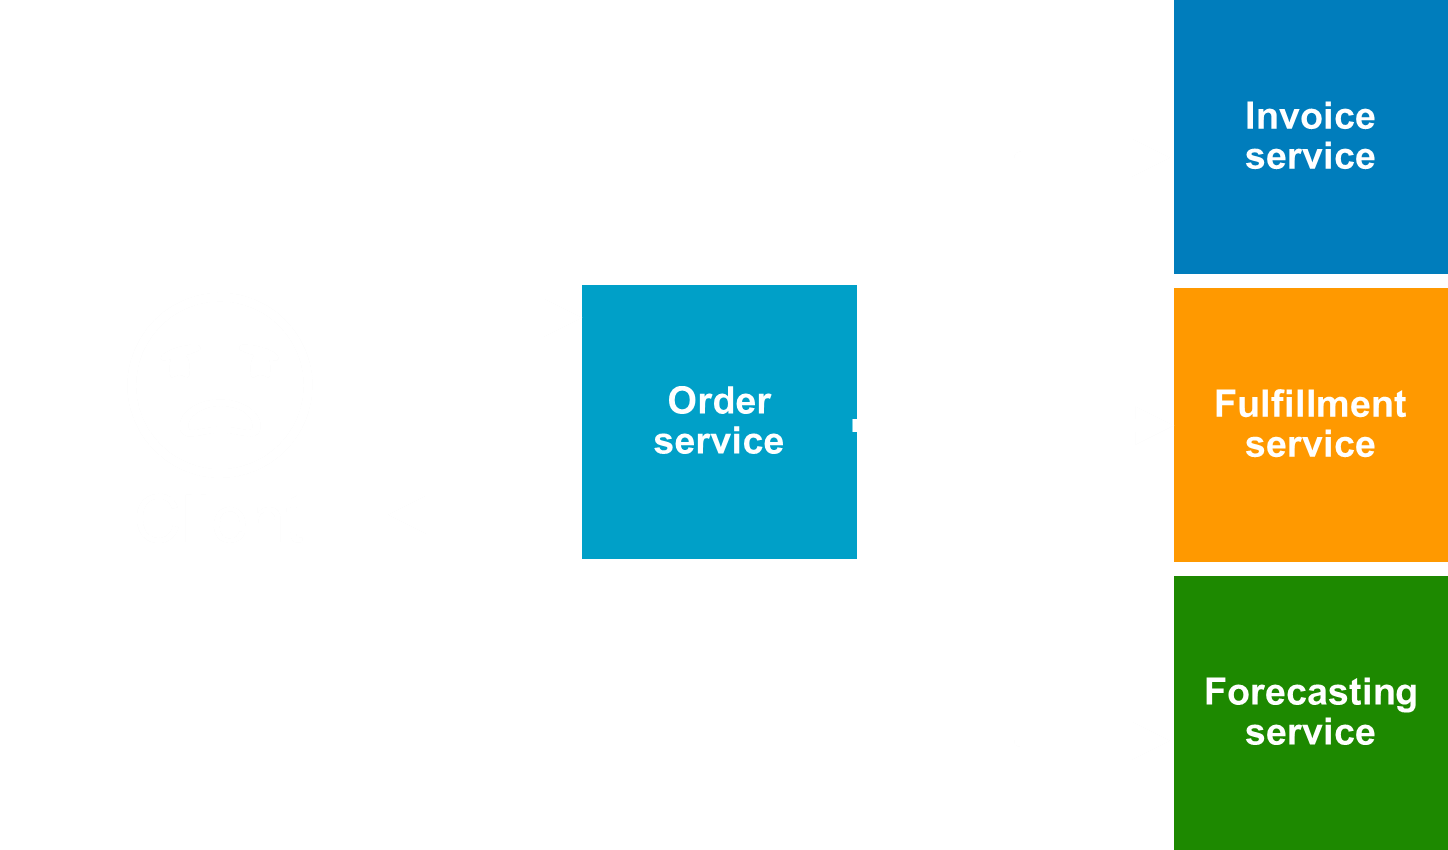 Invoice
service
Order
service
Fulfillment
service
Forecasting
service